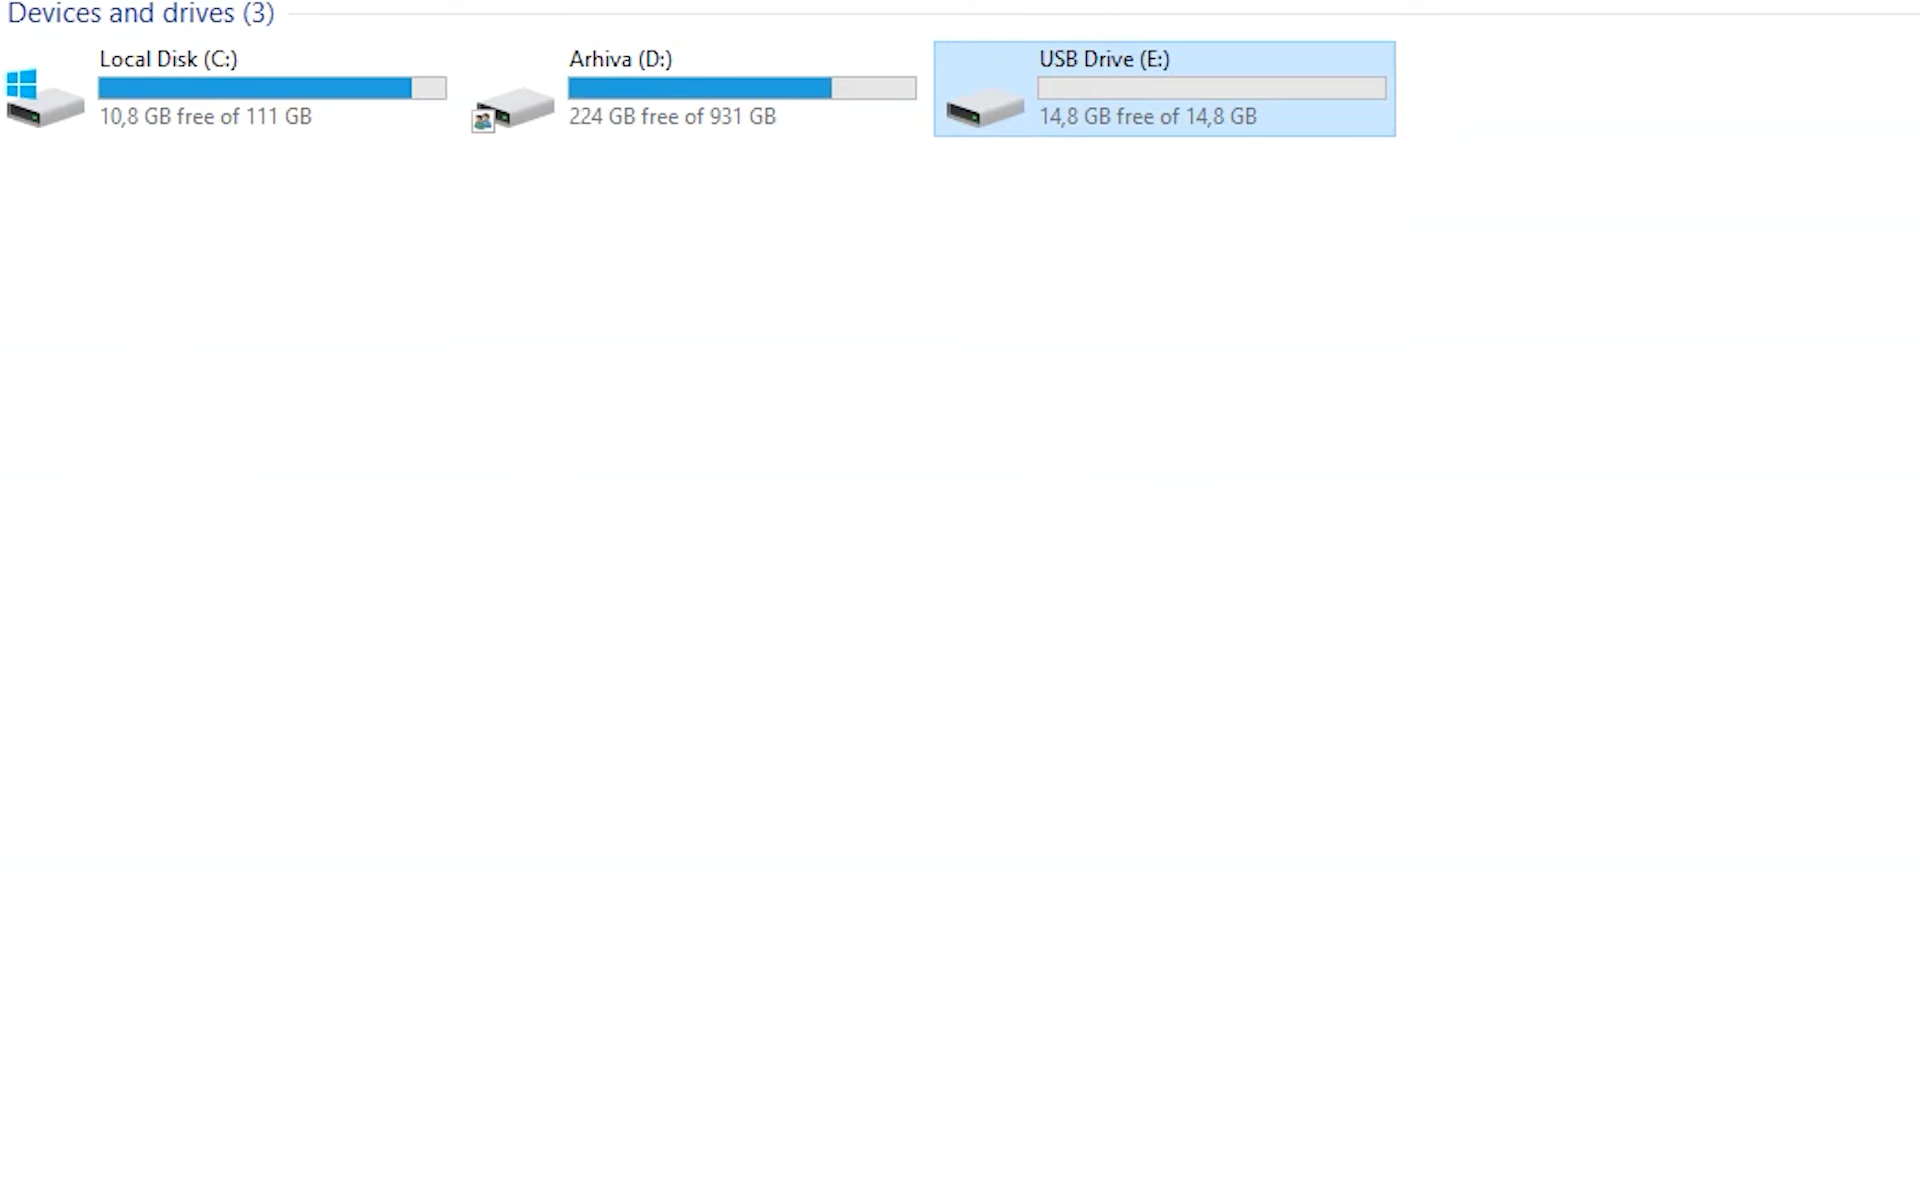 Devices and drives (3)
Local Disk (C:)
10,8 GB free of 111 GB
Arhiva (D:)
224 GB free of 931 GB
USB Drive (E:)
14,8 GB free of 14,8 GB